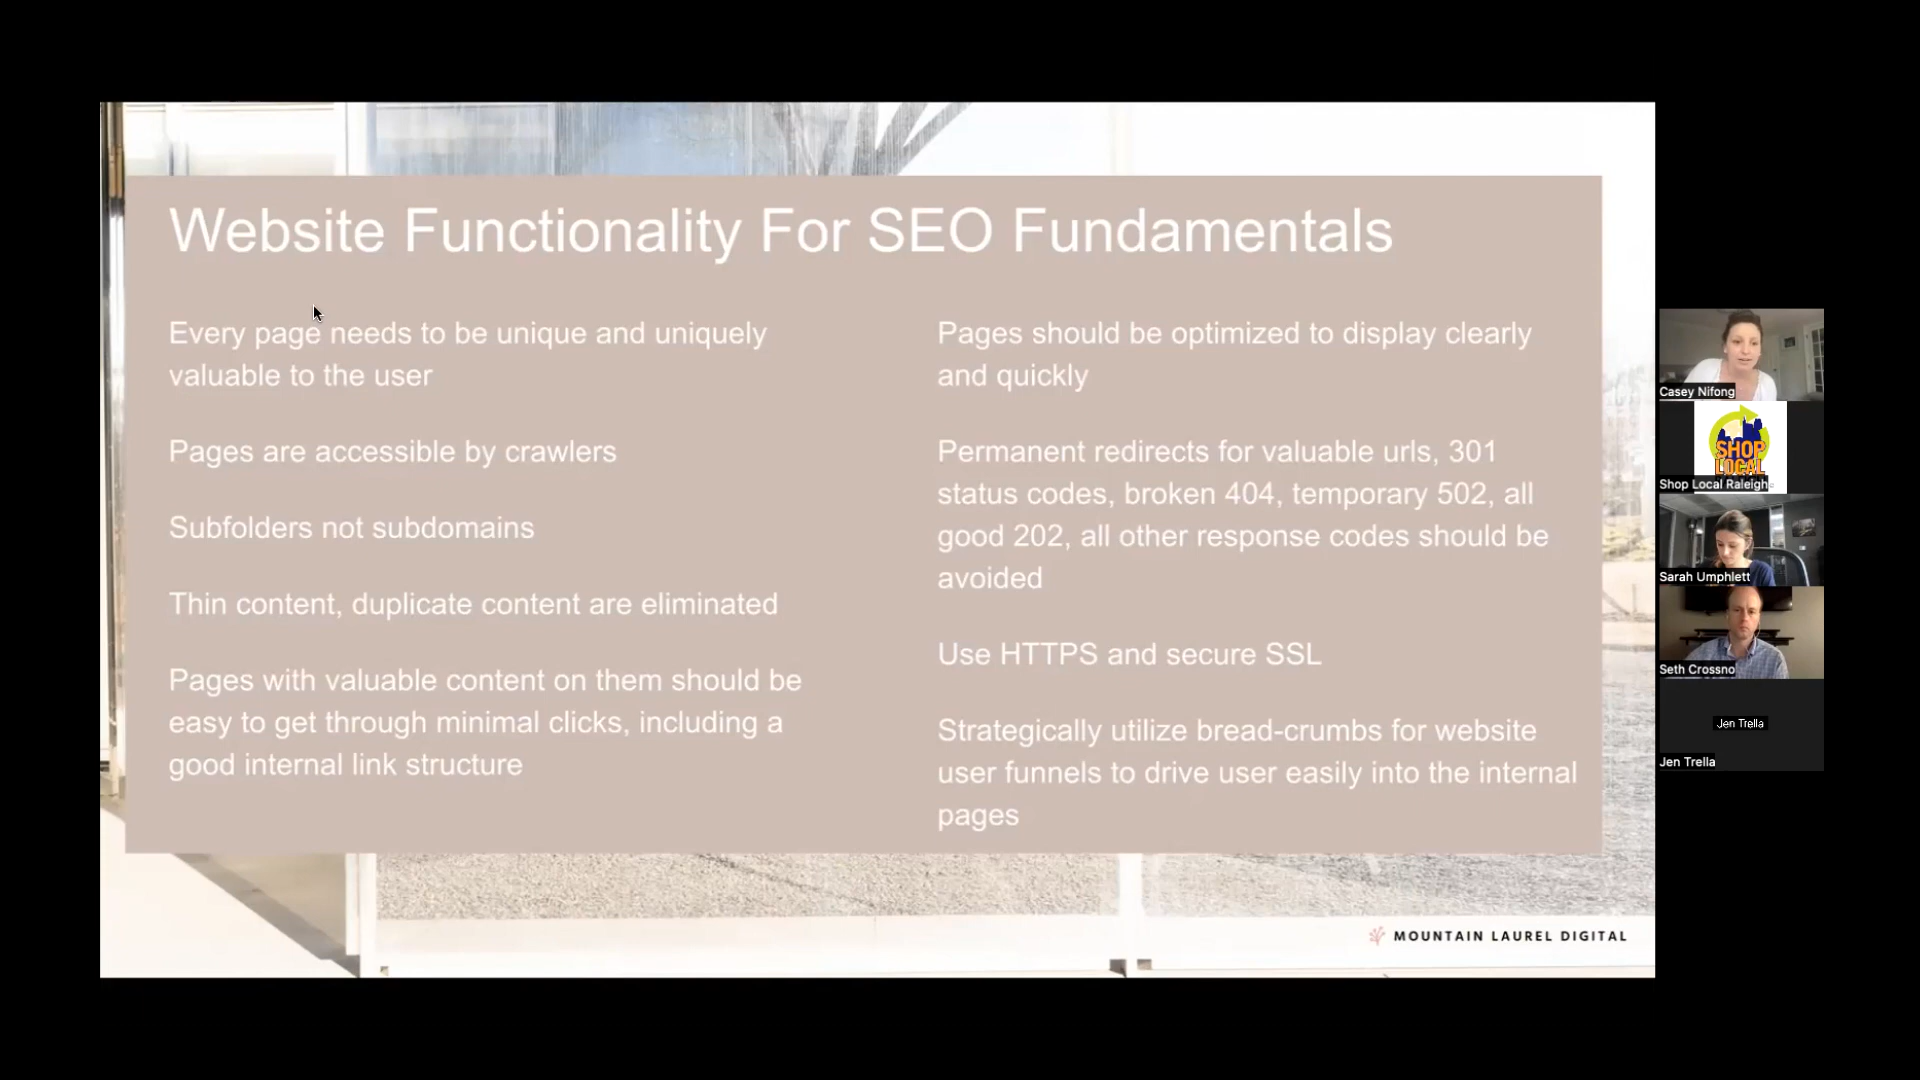 Website Functionality For SEO Fundamentals
Every page needs to be unique and uniquely
valuable to the user
Pages are accessible by crawlers
Subfolders not subdomains
Thin content, duplicate content are eliminated
Pages with valuable content on them should be
easy to get through minimal clicks, including a
good internal link structure
Pages should be optimized to display clearly
and quickly
Permanent redirects for valuable urls, 301
status codes, broken 404, temporary 502, all
good 202, all other response codes should be
avoided
Use HTTPS and secure SSL
Strategically utilize bread-crumbs for website
user funnels to drive user easily into the internal
pages
MOUNTAIN LAUREL DIGITAL
Casey Nifong
SHOP
LOCAL
Shop Local Raleigh
Sarah Umphlett
Seth Crossno
Jen Trella
Jen Trella